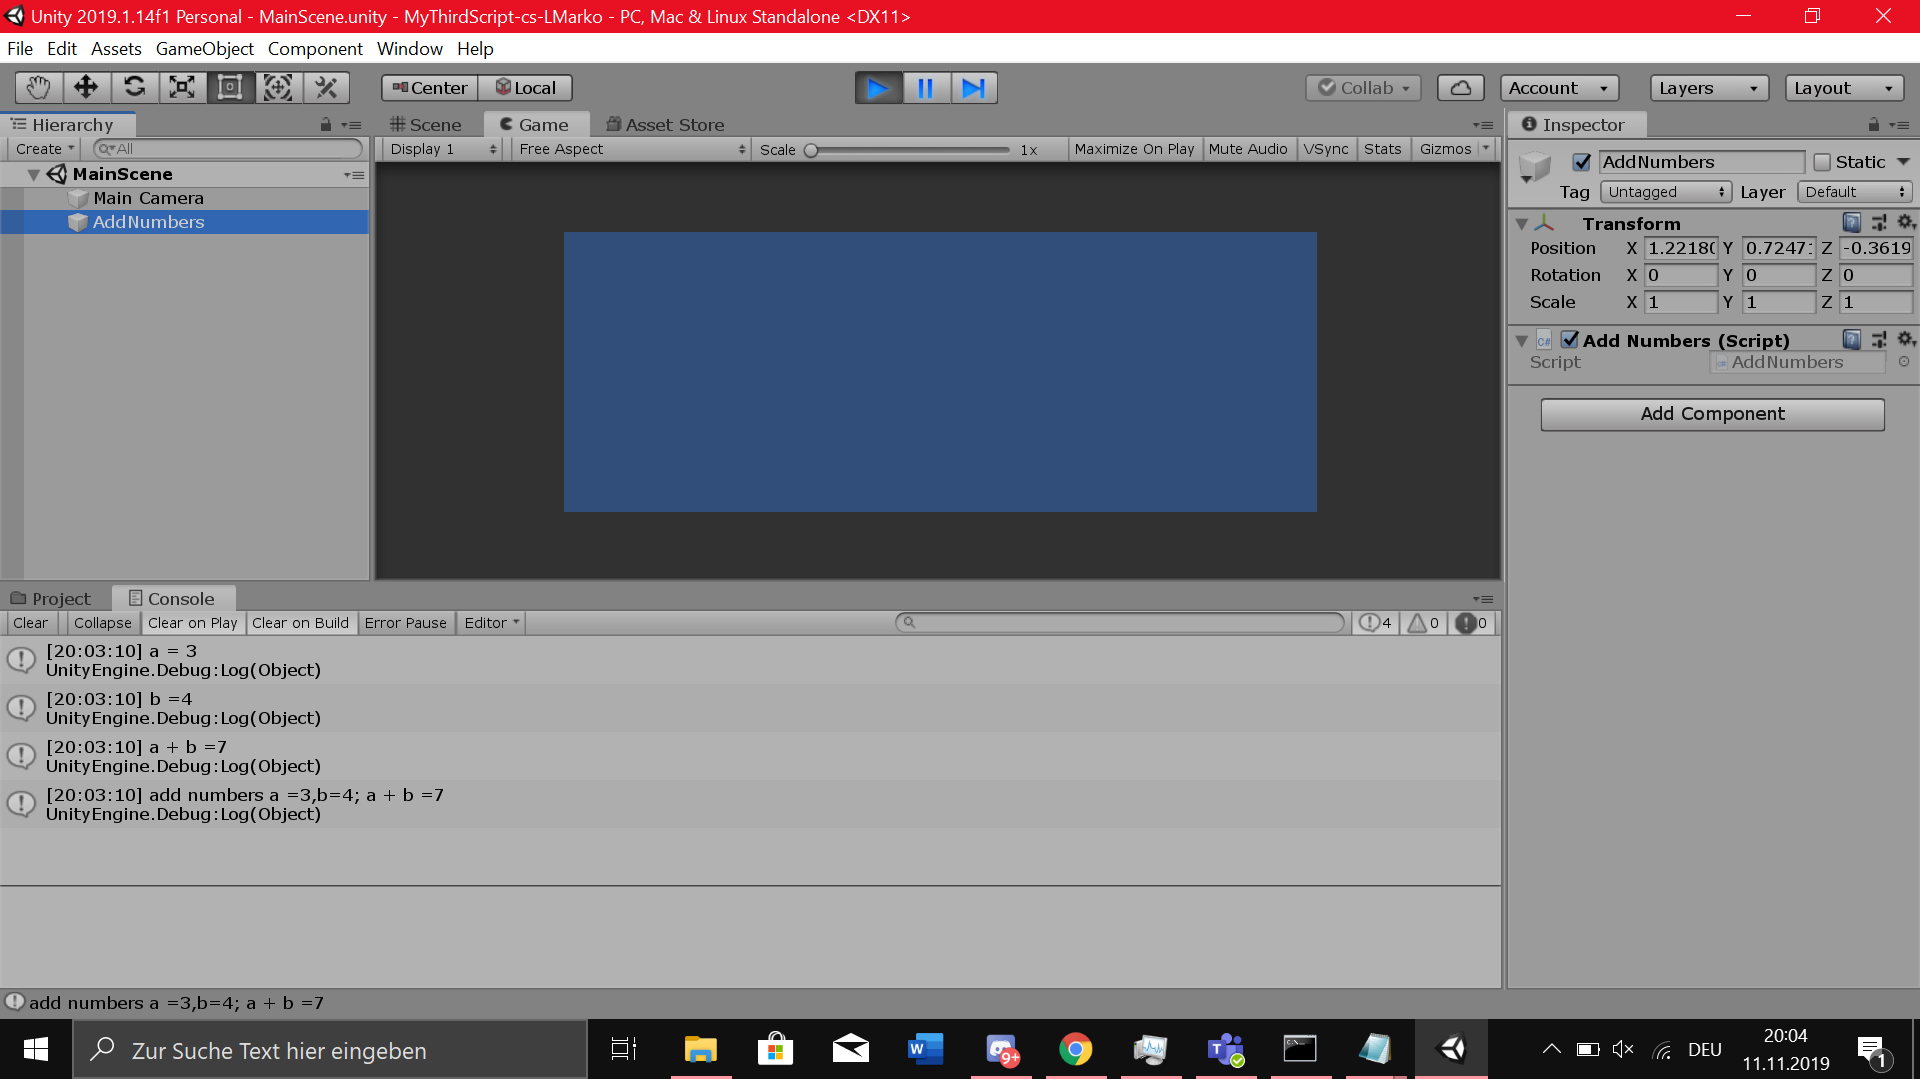 Unity 2019.1.14f1 Personal - MainScene.unity - MyThirdScript-cs-LMarko - PC, Mac & Linux Standalone <DX11>
File Edit Assets GameObject Component Window Help
Center Local Collab Account Layers Layout
Hierarchy Scene Game Asset Store Inspector
Create All Display 1 Free Aspect Scale 1x Maximize On Play Mute Audio VSync Stats Gizmos
AddNumbers Static
MainScene
Tag Untagged Layer Default
Main Camera
AddNumbers
Transform
Position X 1.2218( Y 0.7247: Z -0.3619
Rotation X 0 Y 0 Z 0
Scale X 1 Y 1 Z 1
C# Add Numbers (Script)
Script AddNumbers
Add Component
Project Console
Clear Collapse Clear on Play Clear on Build Error Pause Editor 4 0 0
[20:03:10] a = 3
UnityEngine.Debug:Log(Object)
[20:03:10] b =4
UnityEngine.Debug:Log(Object)
[20:03:10] a + b =7
UnityEngine.Debug:Log(Object)
[20:03:10] add numbers a =3,b=4; a + b =7
UnityEngine.Debug:Log(Object)
add numbers a =3,b=4; a + b =7
Zur Suche Text hier eingeben
W
9+
DEU
20:04
11.11.2019
1